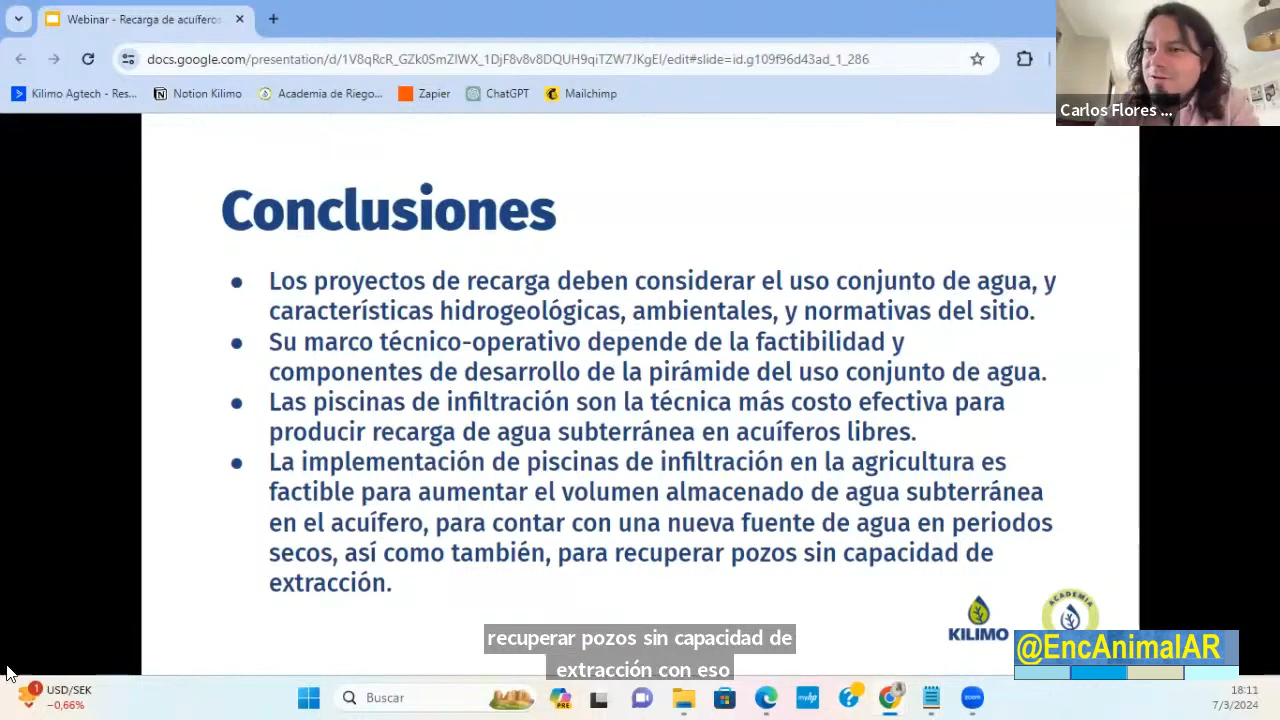 Webinar - Recarga de acuíferos
docs.google.com/presentation/d/1V8qRcR_GZk0SmZlWX_1DjF8v8v8DQUH9qiTZW7JKgEI/edit#slide=id.g109f96d43ad_1_286
Kilimo Agtech - Res...
Notion Kilimo
Academia de Riego...
Zapier
ChatGPT
Mailchimp
Carlos Flores ...
Conclusiones
Los proyectos de recarga deben considerar el uso conjunto de agua, y
características hidrogeológicas, ambientales, y normativas del sitio.
Su marco técnico-operativo depende de la factibilidad y
componentes de desarrollo de la pirámide del uso conjunto de agua.
Las piscinas de infiltración son la técnica más costo efectiva para
producir recarga de agua subterránea en acuíferos libres.
La implementación de piscinas de infiltración en la agricultura es
factible para aumentar el volumen almacenado de agua subterránea
en el acuífero, para contar con una nueva fuente de agua en periodos
secos, así como también, para recuperar pozos sin capacidad de
extracción.
KILIMO
ACADEMIA
recuperar pozos sin capacidad de
extracción con eso
@EncAnimalAR
1
USD/SEK
-0,66%
Buscar
PRE
myhp
zoom
18:11
7/3/2024